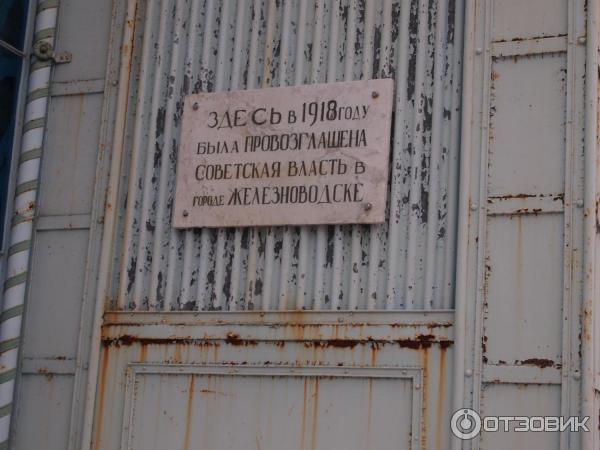 ЗДЕСЬ В 1918 ГОДУ
БЫЛА ПРОВОЗГЛАШЕНА
СОВЕТСКАЯ ВЛАСТЬ В
ГОРОДЕ ЖЕЛЕЗНОВОДСКЕ
ОТЗОВИК